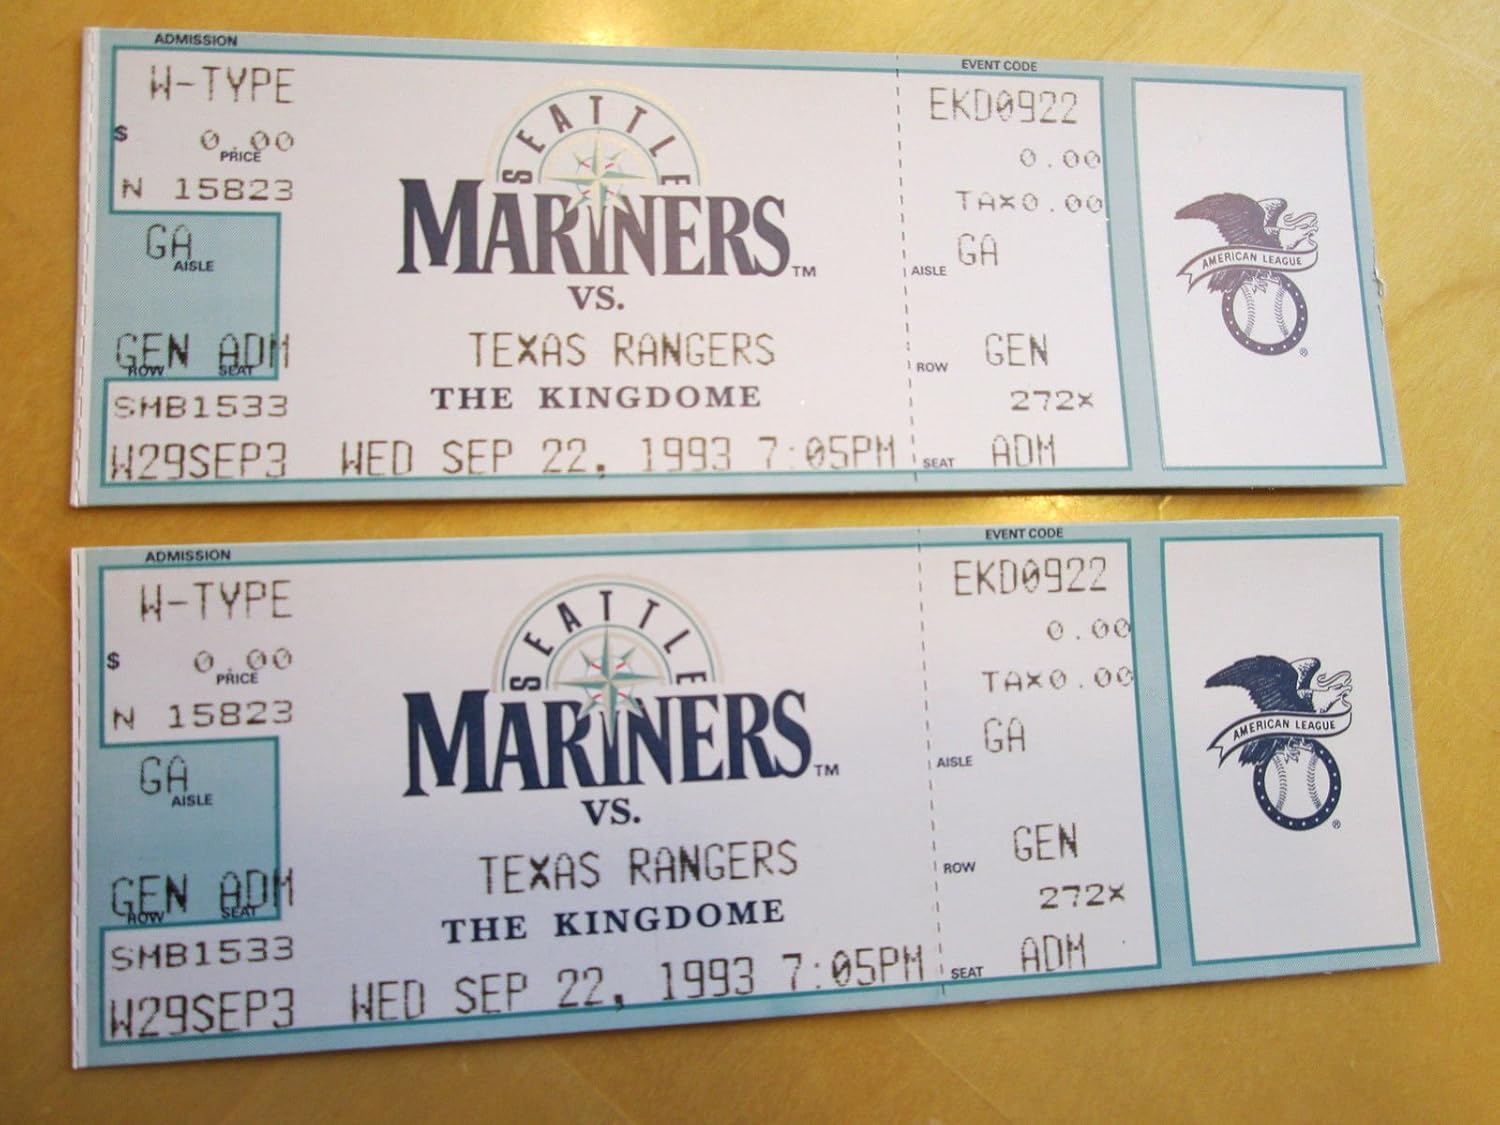 ADMISSION
W-TYPE
$ 0.00
PRICE
N 15823
GA
AISLE
GEN ADM
ROW SEAT
SMB1533
W29SEP3
SEATTLE
MARINERS™
VS.
TEXAS RANGERS
THE KINGDOME
WED SEP 22, 1993 7:05PM
EVENT CODE
EKD0922
0.00
TAX0.00
AISLE GA
ROW GEN
272X
SEAT ADM
AMERICAN LEAGUE
®
ADMISSION
W-TYPE
$ 0.00
PRICE
N 15823
GA
AISLE
GEN ADM
ROW SEAT
SMB1533
W29SEP3
SEATTLE
MARINERS™
VS.
TEXAS RANGERS
THE KINGDOME
WED SEP 22, 1993 7:05PM
EVENT CODE
EKD0922
0.00
TAX0.00
AISLE GA
ROW GEN
272X
SEAT ADM
AMERICAN LEAGUE
®